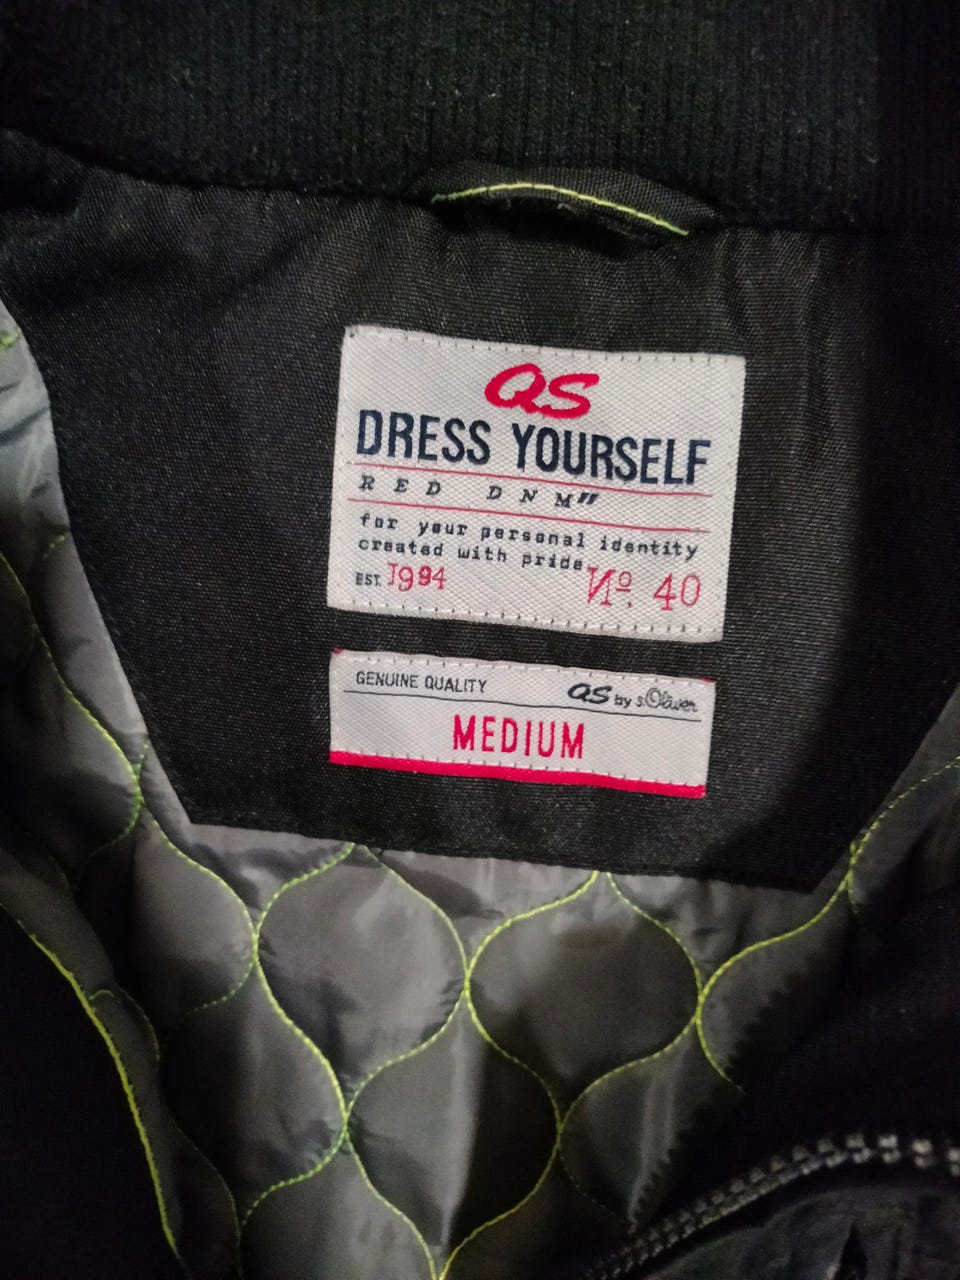 QS
DRESS YOURSELF
RED DNM"
for your personal identity
created with pride.
EST. 1994 Nº. 40
GENUINE QUALITY QS by s.Oliver
MEDIUM